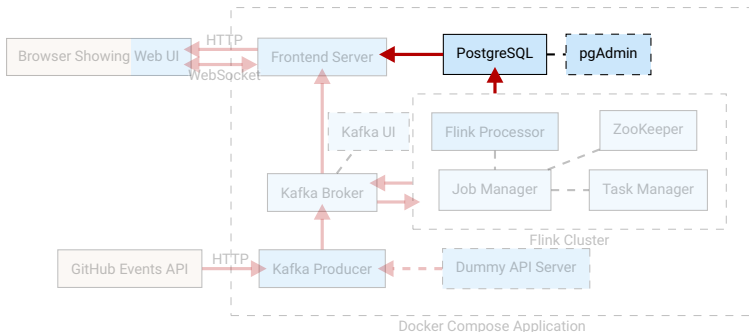 HTTP
Browser Showing Web UI
Frontend Server
PostgreSQL
pgAdmin
WebSocket
Kafka UI
Flink Processor
ZooKeeper
Kafka Broker
Job Manager
Task Manager
Flink Cluster
GitHub Events API
HTTP
Kafka Producer
Dummy API Server
Docker Compose Application